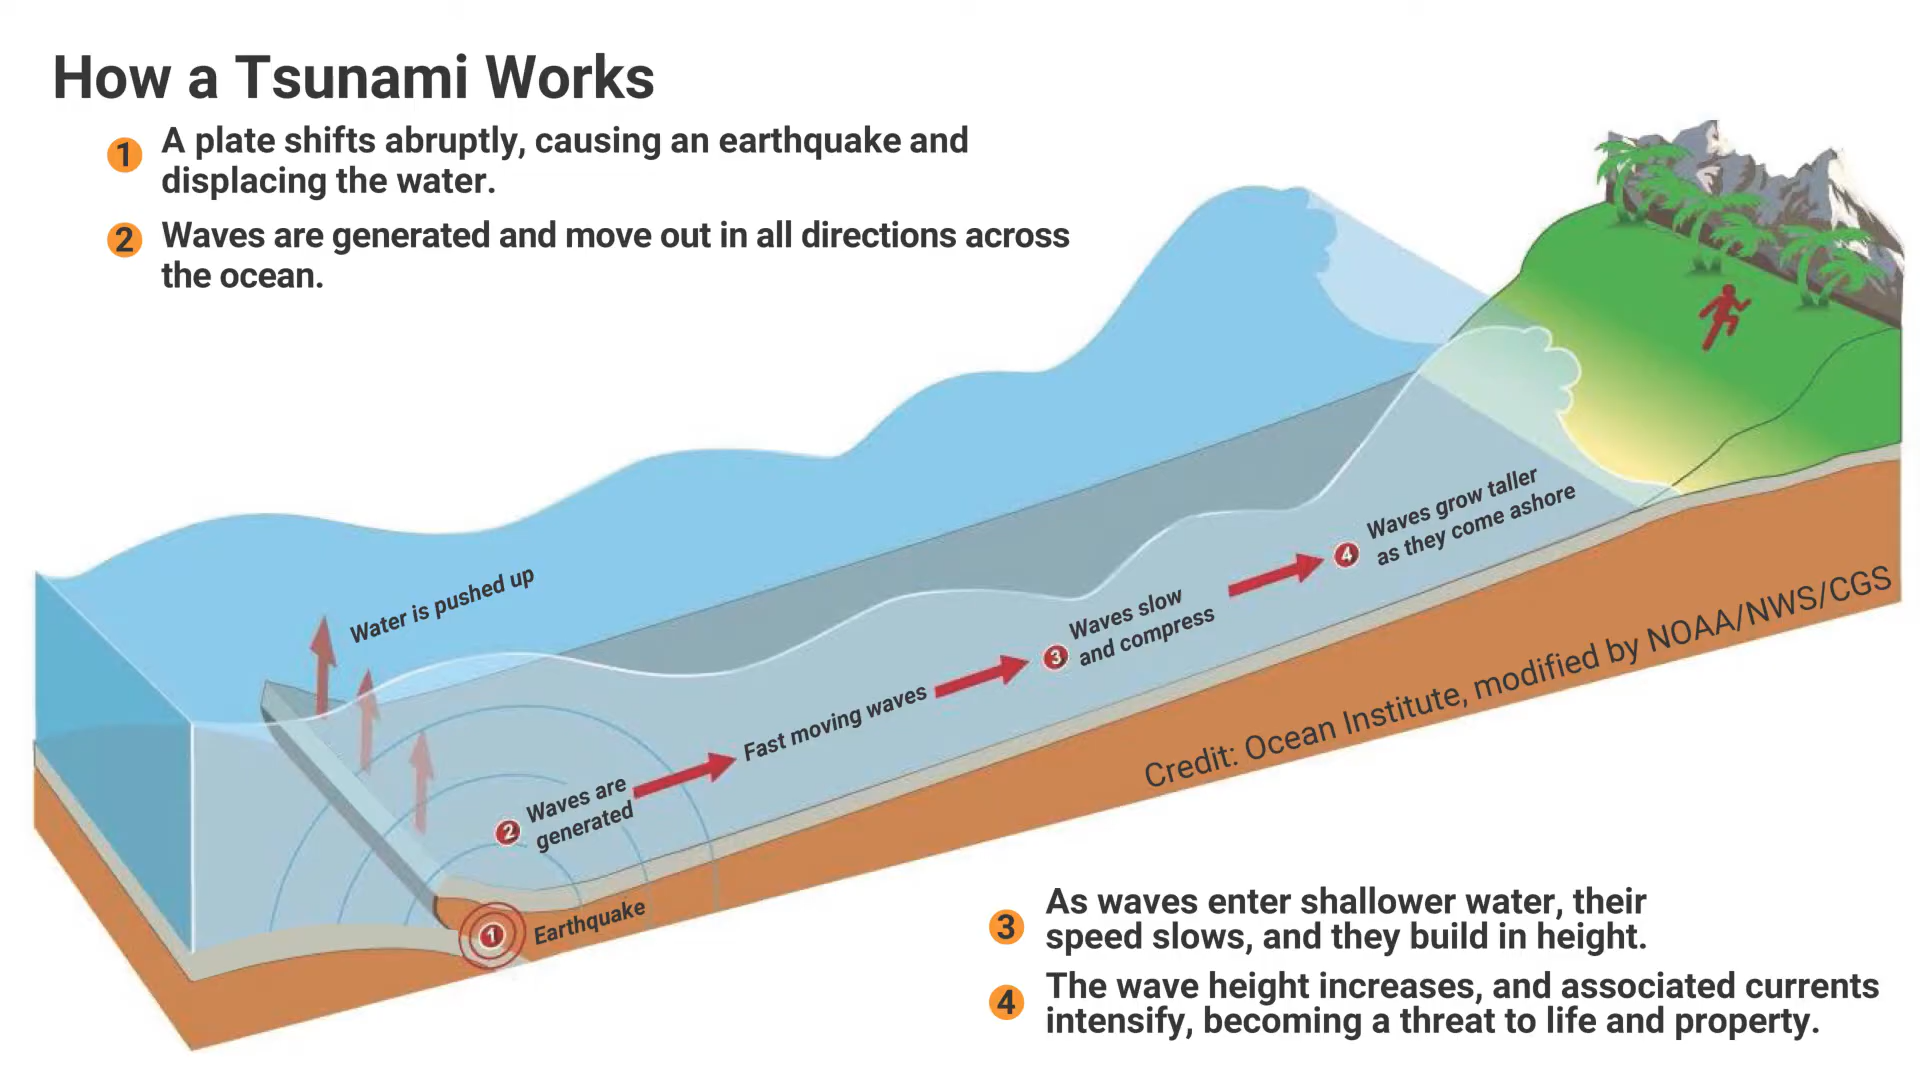 How a Tsunami Works
1 A plate shifts abruptly, causing an earthquake and
displacing the water.
2 Waves are generated and move out in all directions across
the ocean.
Water is pushed up
1 Earthquake
2 Waves are
generated
Fast moving waves
3 Waves slow
and compress
4 Waves grow taller
as they come ashore
Credit: Ocean Institute, modified by NOAA/NWS/CGS
3 As waves enter shallower water, their
speed slows, and they build in height.
4 The wave height increases, and associated currents
intensify, becoming a threat to life and property.